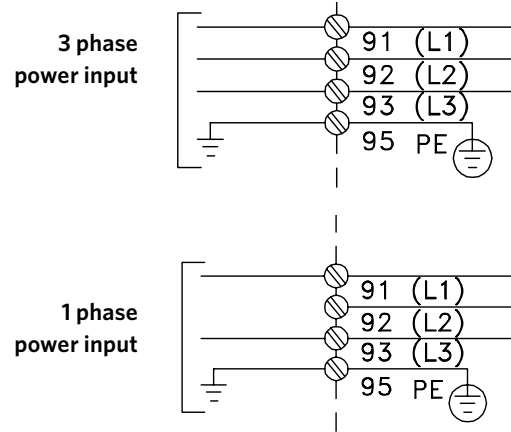 3 phase
power input
91 (L1)
92 (L2)
93 (L3)
95 PE
1 phase
power input
91 (L1)
92 (L2)
93 (L3)
95 PE